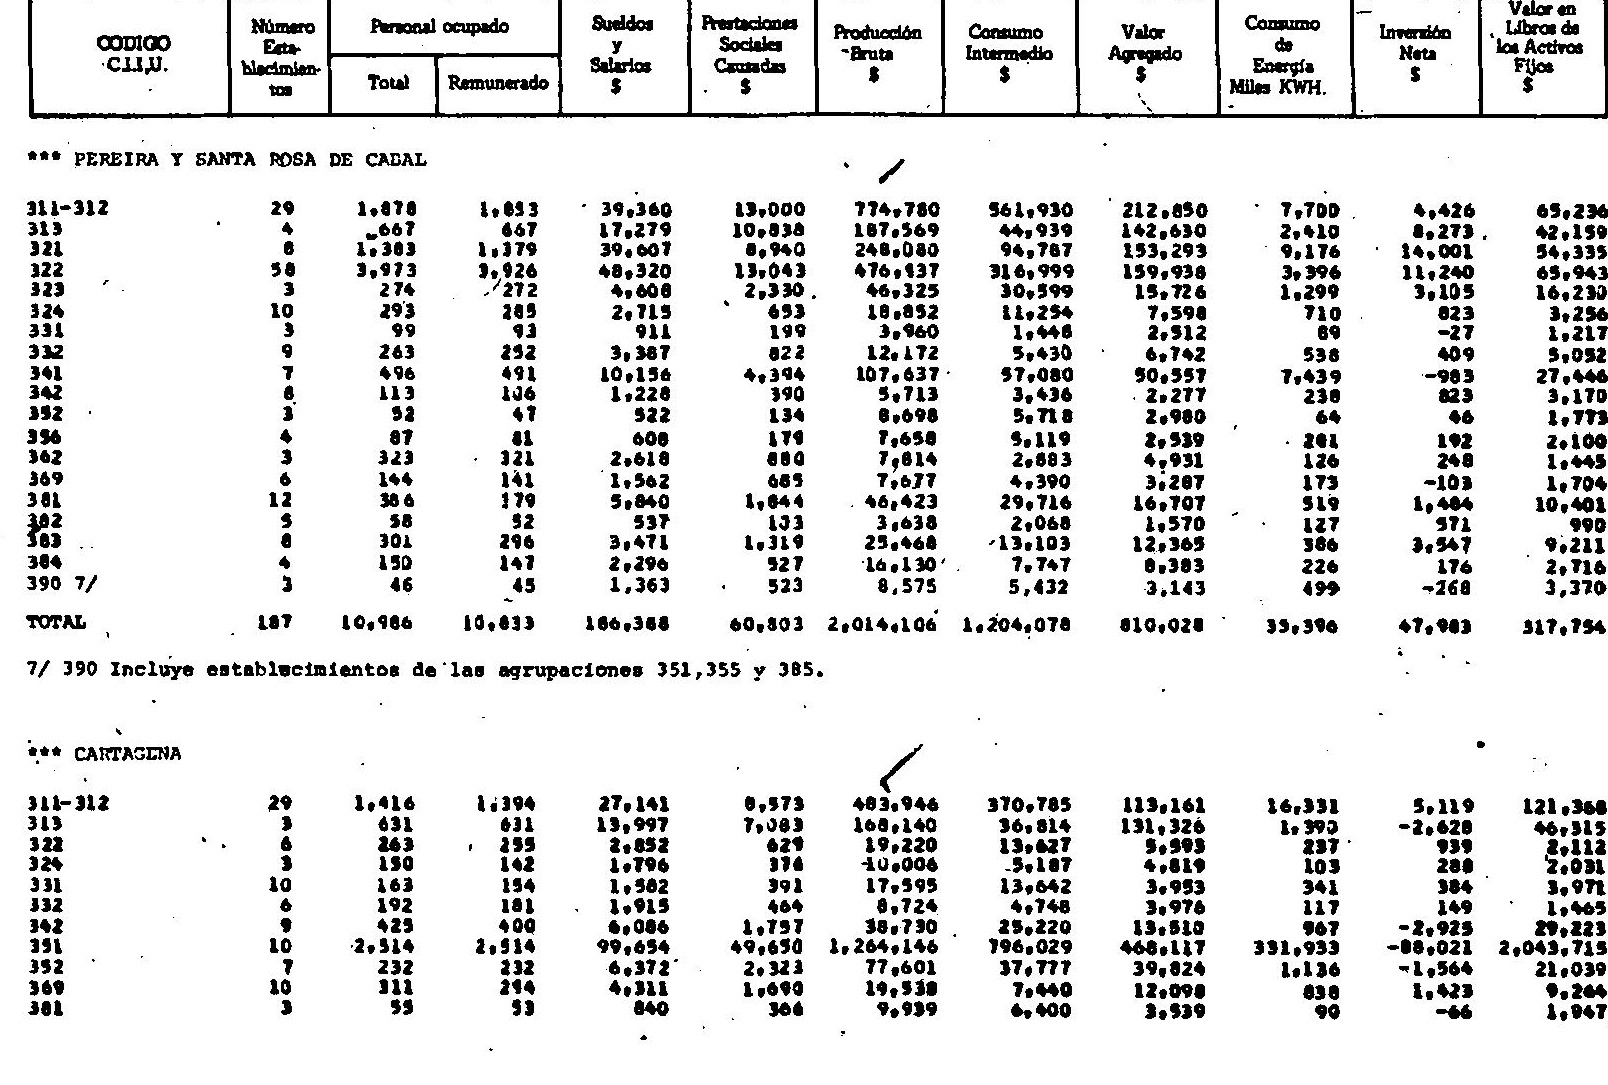 CODIGO C.I.I.U. | Número Establecimientos | Personal ocupado Total | Personal ocupado Remunerado | Sueldos y Salarios $ | Prestaciones Sociales Causadas $ | Producción Bruta $ | Consumo Intermedio $ | Valor Agregado $ | Consumo de Energía Miles KWH. | Inversión Neta $ | Valor en Libros de los Activos Fijos $
*** PEREIRA Y SANTA ROSA DE CABAL
311-312 29 1,878 1,853 39,360 13,000 774,780 561,930 212,850 7,700 4,426 65,236
313 4 667 667 17,279 10,838 187,569 44,939 142,630 2,410 8,273 42,159
321 8 1,383 1,379 39,607 8,940 248,080 94,787 153,293 9,176 14,001 54,335
322 58 3,973 3,926 48,320 13,043 476,937 316,999 159,938 3,396 11,240 65,943
323 3 274 272 4,608 2,330 46,325 30,599 15,726 1,299 3,105 16,230
324 10 293 285 2,715 653 18,852 11,254 7,598 710 823 3,256
331 3 99 93 911 199 3,960 1,448 2,512 89 -27 1,217
332 9 263 252 3,387 822 12,172 5,430 6,742 538 409 5,052
341 7 496 491 10,156 4,394 107,637 57,080 50,557 7,439 -983 27,446
342 8 113 106 1,228 390 5,713 3,436 2,277 238 823 3,170
352 3 52 47 522 134 8,698 5,718 2,980 64 46 1,773
356 4 87 81 608 179 7,658 5,119 2,539 281 192 2,100
362 3 323 321 2,618 880 7,814 2,883 4,931 126 248 1,445
369 6 144 141 1,562 685 7,677 4,390 3,287 173 -103 1,704
381 12 386 379 5,840 1,844 46,423 29,716 16,707 519 1,484 10,401
382 5 58 52 537 133 3,638 2,068 1,570 127 571 990
383 8 301 296 3,471 1,319 25,468 13,103 12,365 386 3,547 9,211
384 4 150 147 2,296 527 16,130 7,747 8,383 226 176 2,716
390 7/ 3 46 45 1,363 523 8,575 5,432 3,143 499 -268 3,370
TOTAL 187 10,986 10,833 186,388 60,803 2,014,106 1,204,078 810,028 35,396 47,983 317,754
7/ 390 Incluye establecimientos de las agrupaciones 351,355 y 385.
*** CARTAGENA
311-312 29 1,416 1,394 27,141 8,573 483,946 370,785 113,161 16,331 5,119 121,368
313 3 631 631 13,997 7,083 168,140 36,814 131,326 1,390 -2,628 46,315
322 6 263 255 2,852 629 19,220 13,627 5,593 237 939 2,112
324 3 150 142 1,796 376 10,006 5,187 4,819 103 288 2,031
331 10 163 154 1,582 391 17,595 13,642 3,953 341 384 3,971
332 6 192 181 1,915 464 8,724 4,748 3,976 117 149 1,465
342 9 425 400 6,086 1,757 38,730 25,220 13,510 967 -2,925 29,223
351 10 2,514 2,514 99,654 49,650 1,264,146 796,029 468,117 331,933 -88,021 2,043,715
352 7 232 232 6,372 2,323 77,601 37,777 39,824 1,136 -1,564 21,039
369 10 311 294 4,311 1,690 19,538 7,440 12,098 838 1,423 9,264
381 3 55 53 840 366 9,939 6,400 3,539 90 -66 1,947